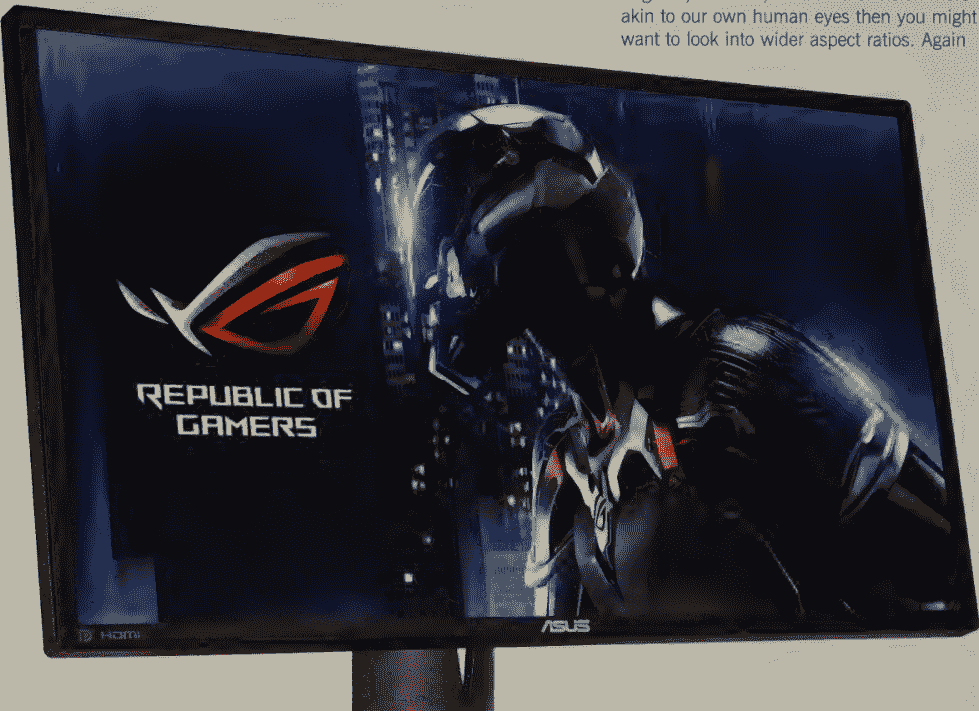 akin to our own human eyes then you might
want to look into wider aspect ratios. Again
REPUBLIC OF
GAMERS
HDMI
ASUS